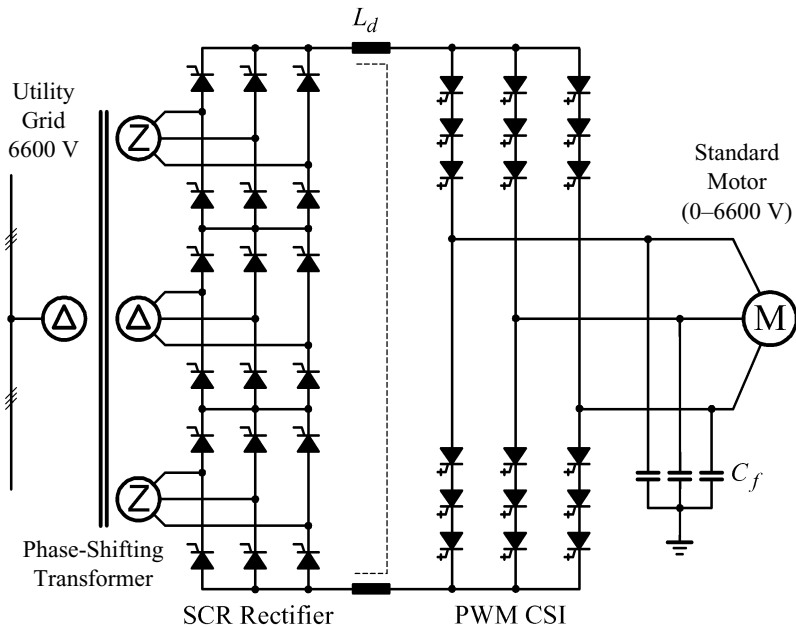 L_d
Utility
Grid
6600 V
Z
Δ
Δ
Z
Standard
Motor
(0–6600 V)
M
C_f
Phase-Shifting
Transformer
SCR Rectifier
PWM CSI